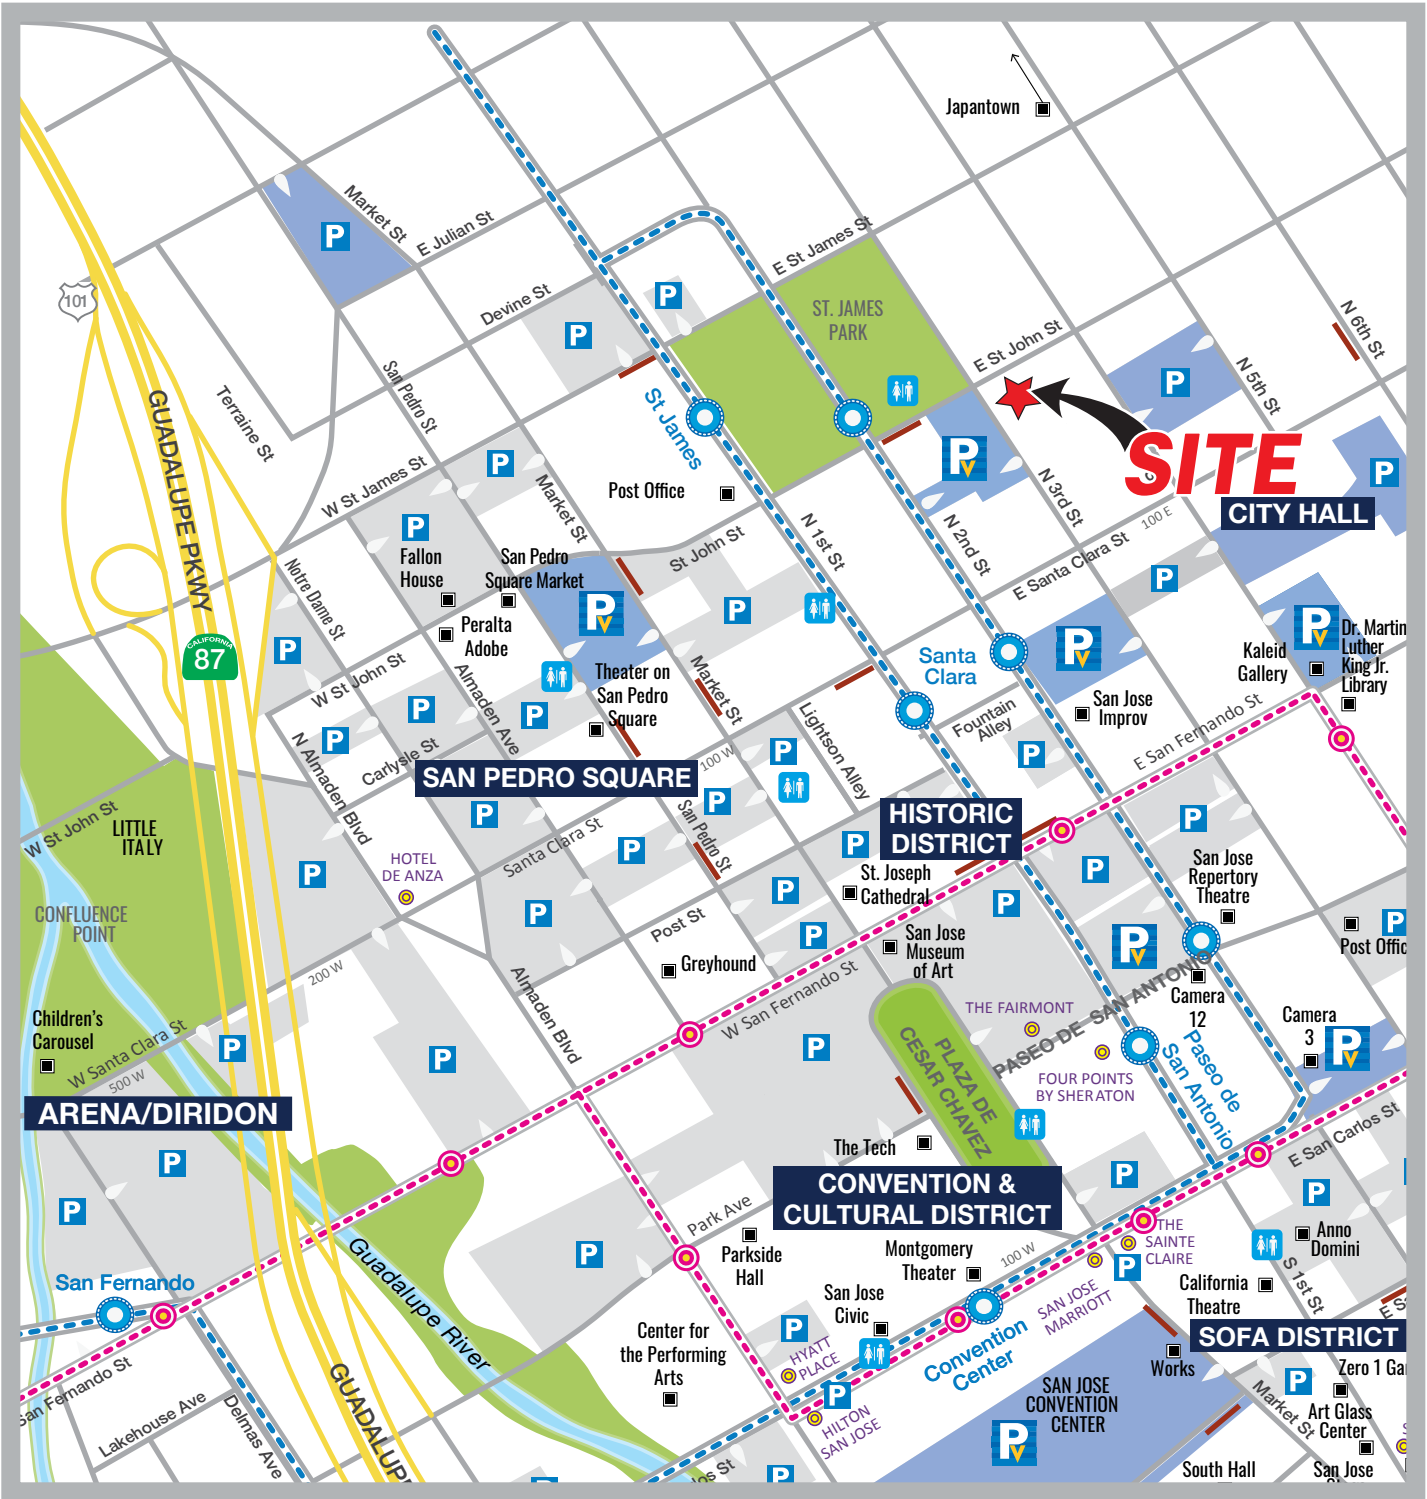 Japantown
Market St
E Julian St
P
E St James St
101
Devine St
P
P
ST. JAMES
PARK
N 6th St
E St John St
San Pedro St
Terraine St
GUADALUPE PKWY
P
N 5th St
St James
SITE
W St James St
P
Pv
P
Post Office
Market St
N 3rd St
100 E
CITY HALL
P
Fallon
House
San Pedro
Square Market
St John St
N 1st St
N 2nd St
E Santa Clara St
P
Notre Dame St
Pv
P
Peralta
Adobe
CALIFORNIA
87
P
W St John St
Almaden Ave
Theater on
San Pedro
Square
Market St
Santa
Clara
Pv
Pv
Kaleid
Gallery
Dr. Martin
Luther
King Jr.
Library
San Jose
Improv
P
P
P
N Almaden Blvd
Carlysle St
Lightson Alley
Fountain
Alley
P
E San Fernando St
100 W
P
SAN PEDRO SQUARE
P
P
San Pedro St
HISTORIC
DISTRICT
P
W St John St
LITTLE
ITALY
Santa Clara St
P
P
St. Joseph
Cathedral
P
San Jose
Repertory
Theatre
HOTEL
DE ANZA
P
P
P
P
CONFLUENCE
POINT
P
Post St
P
San Jose
Museum
of Art
Pv
P
Greyhound
200 W
Almaden Blvd
W San Fernando St
PASEO DE SAN ANTONIO
Camera
12
THE FAIRMONT
Children's
Carousel
W Santa Clara St
500 W
P
P
P
PLAZA DE
CESAR CHAVEZ
FOUR POINTS
BY SHERATON
Paseo de
San Antonio
Camera
3
Pv
ARENA/DIRIDON
The Tech
E San Carlos St
P
P
CONVENTION &
CULTURAL DISTRICT
P
P
Park Ave
Parkside
Hall
Montgomery
Theater
100 W
THE
SAINTE
CLAIRE
P
Anno
Domini
San Fernando
Guadalupe River
P
San Jose
Civic
SAN JOSE
MARRIOTT
California
Theatre
S 1st St
Center for
the Performing
Arts
P
HYATT
PLACE
Convention
Center
SOFA DISTRICT
Works
San Fernando St
Lakehouse Ave
Delmas Ave
P
HILTON
SAN JOSE
SAN JOSE
CONVENTION
CENTER
Pv
P
Market St
Art Glass
Center
South Hall
San Jose
P